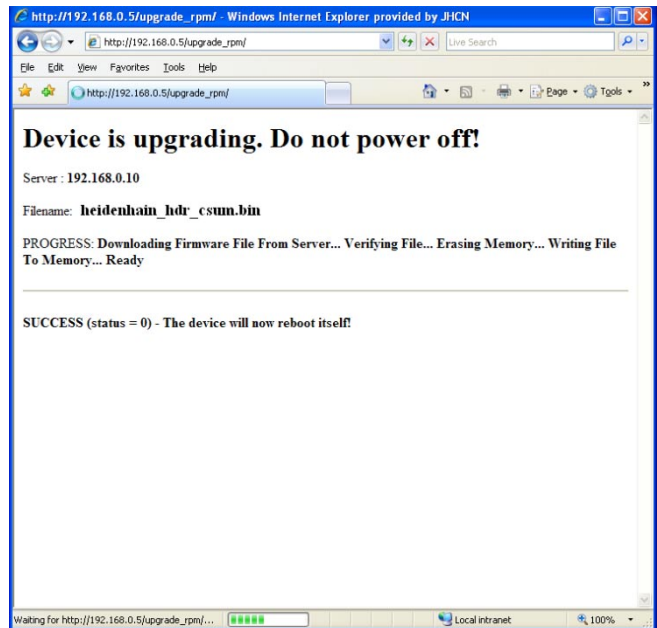 http://192.168.0.5/upgrade_rpm/ - Windows Internet Explorer provided by JHCN
http://192.168.0.5/upgrade_rpm/
Live Search
File Edit View Favorites Tools Help
http://192.168.0.5/upgrade_rpm/
Page Tools
Device is upgrading. Do not power off!
Server : 192.168.0.10
Filename: heidenhain_hdr_csum.bin
PROGRESS: Downloading Firmware File From Server... Verifying File... Erasing Memory... Writing File
To Memory... Ready
SUCCESS (status = 0) - The device will now reboot itself!
Waiting for http://192.168.0.5/upgrade_rpm/... Local intranet 100%